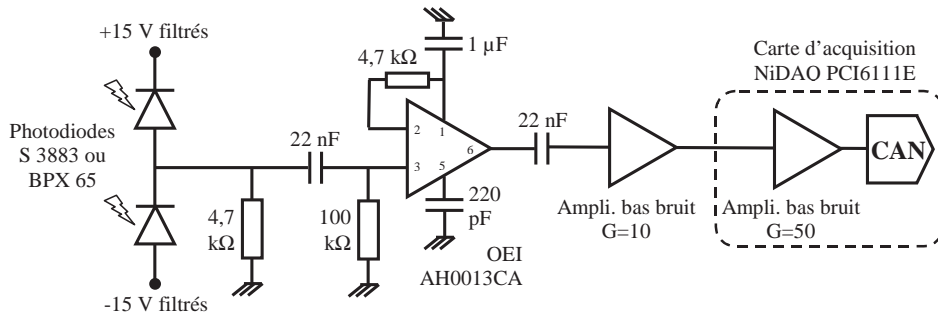 +15 V filtrés
Photodiodes
S 3883 ou
BPX 65
-15 V filtrés
4,7
kΩ
22 nF
100
kΩ
4,7 kΩ
1 µF
2
1
3
5
6
220
pF
OEI
AH0013CA
22 nF
Ampli. bas bruit
G=10
Carte d'acquisition
NiDAQ PCI6111E
Ampli. bas bruit
G=50
CAN